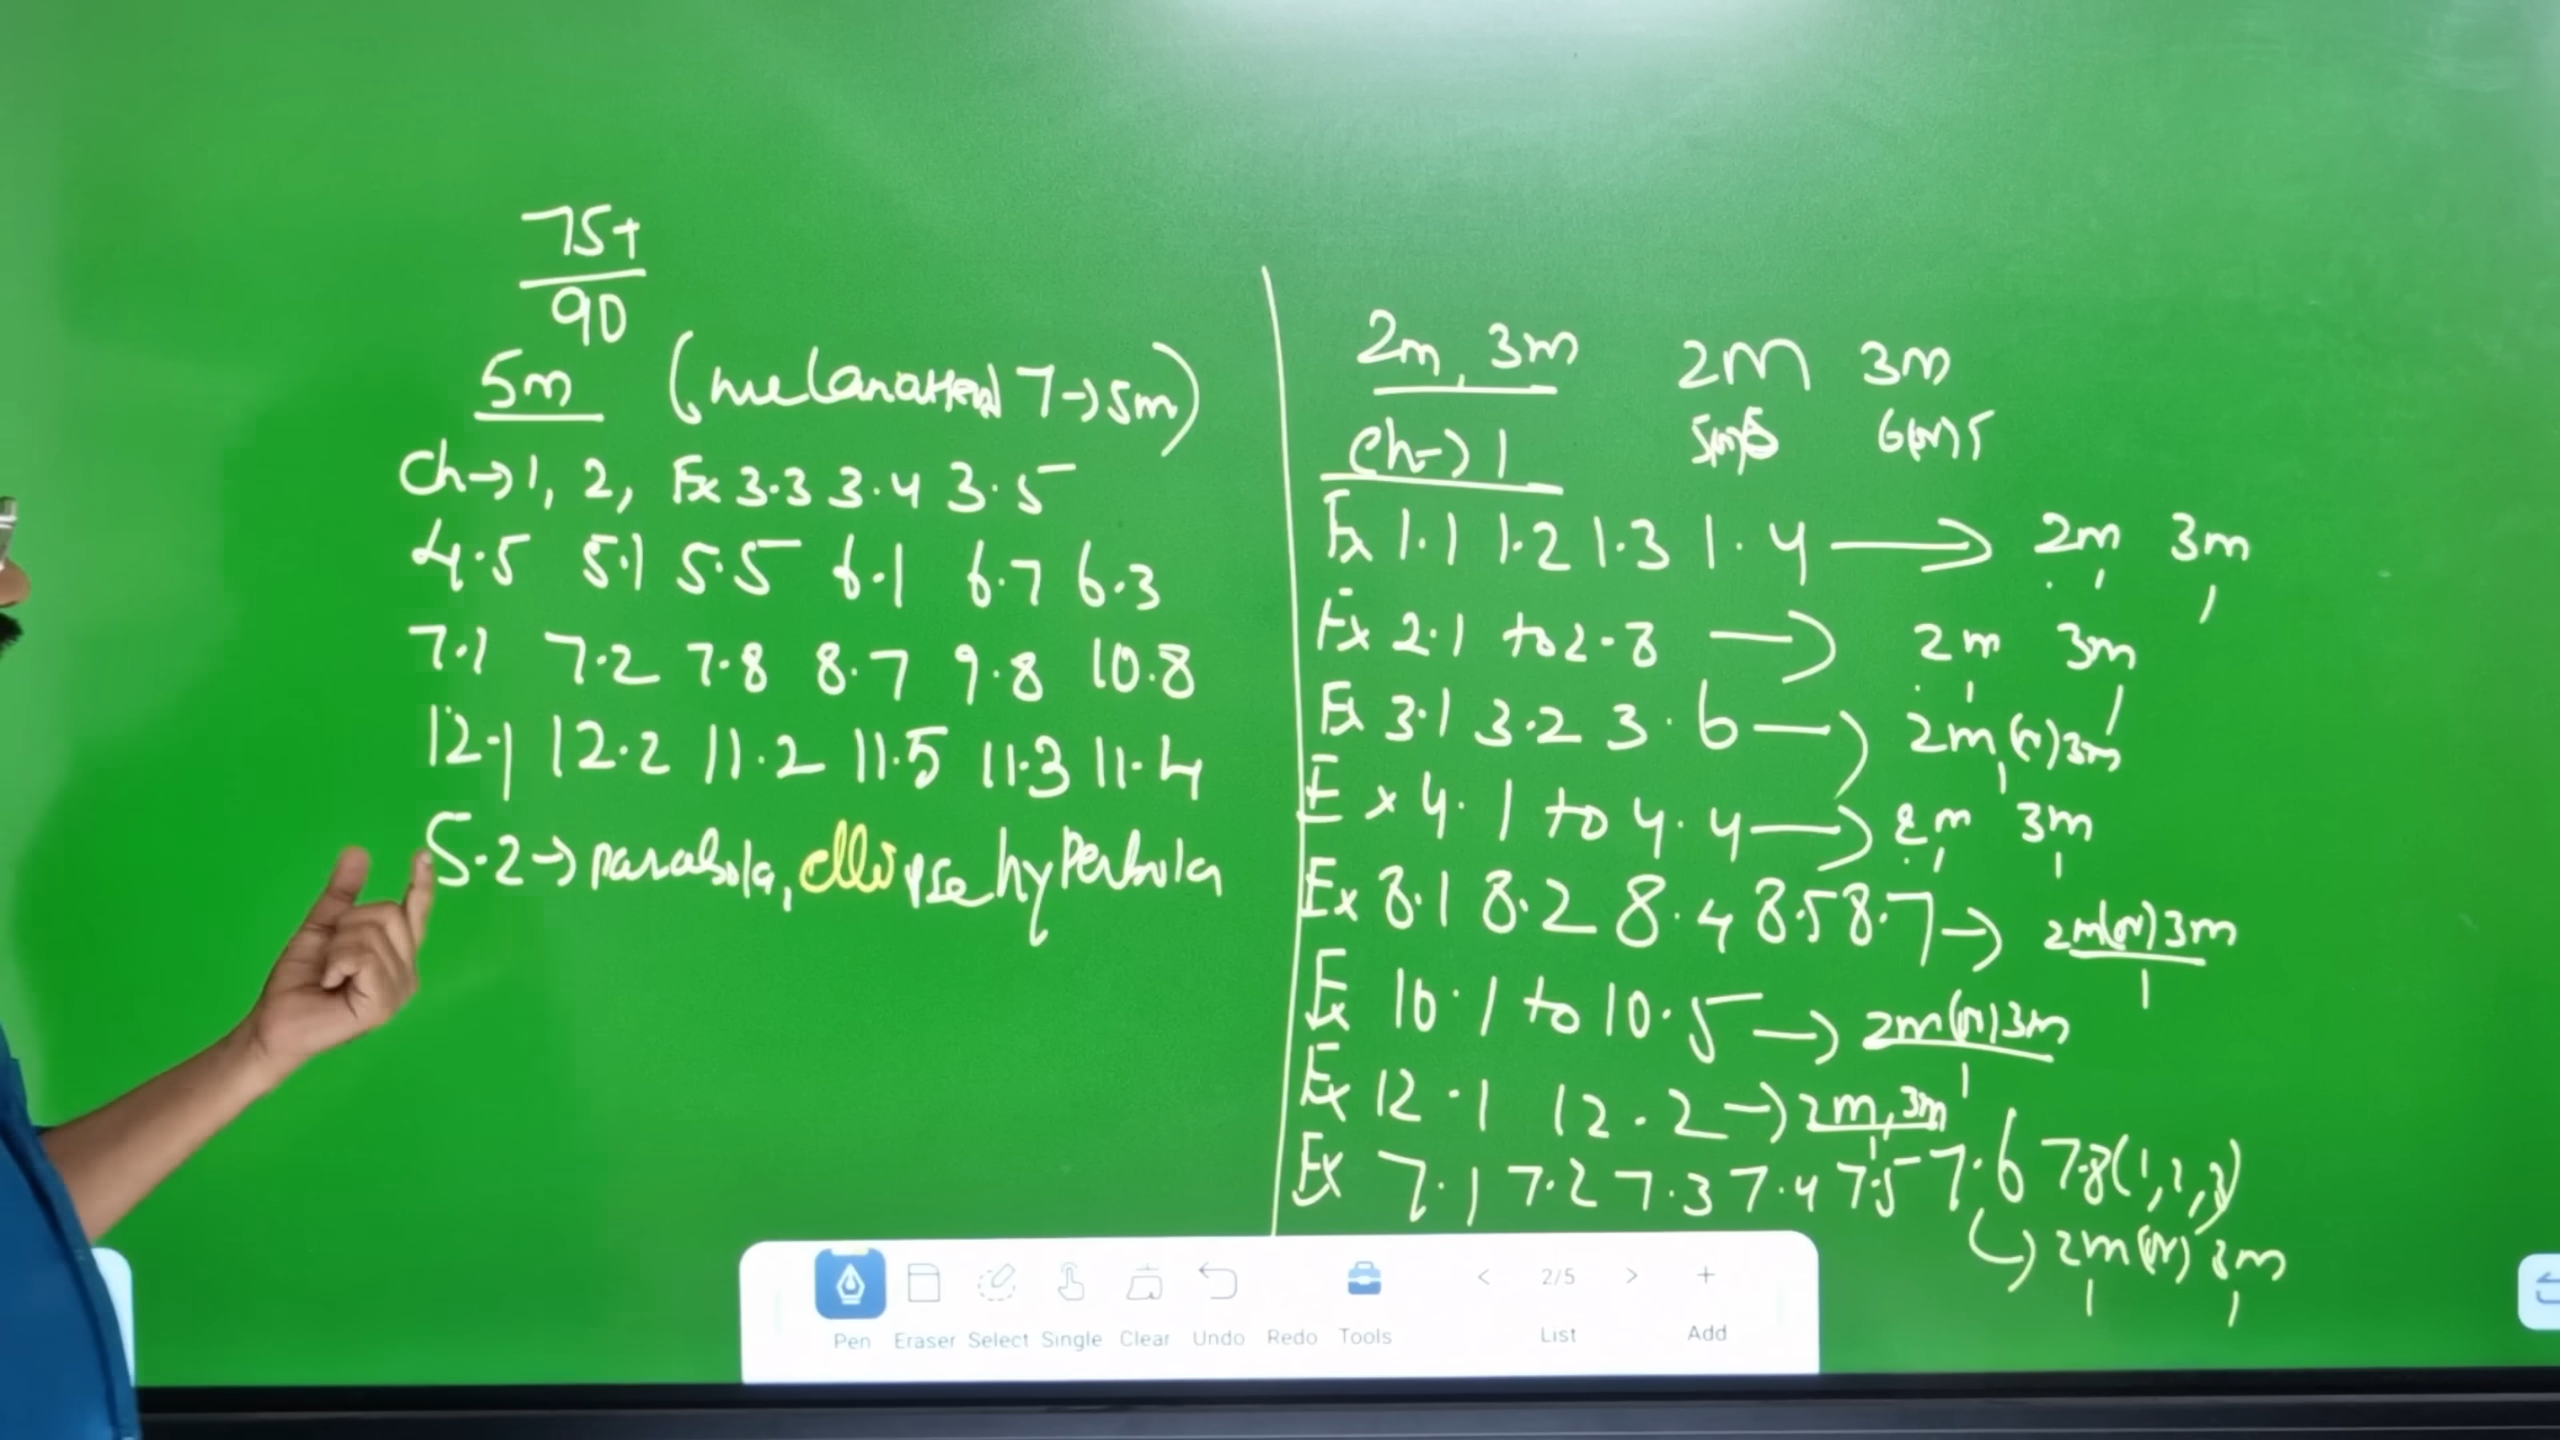 75+
90
5m ( 7→5m)
Ch→1, 2, Ex 3.3 3.4 3.5
4.5 5.1 5.5 6.1 6.7 6.3
7.1 7.2 7.8 8.7 9.8 10.8
12.1 12.2 11.2 11.5 11.3 11.4
5.2→parabola, ellipse hyperbola
2m, 3m 2M 3m
Ch→1 6(or)5
Ex 1.1 1.2 1.3 1.4 → 2m 3m
Ex 2.1 to 2.8 → 2m 3m
Ex 3.1 3.2 3.6 → 2m (or) 3m
Ex 4.1 to 4.4 → 2m 3m
Ex 8.1 8.2 8.4 8.5 8.7 → 2m(or)3m
1
Ex 10.1 to 10.5 → 2m(or)3m
1
Ex 12.1 12.2 → 2m, 3m
Ex 7.1 7.2 7.3 7.4 7.5 7.6 7.8(1,2,3)
→ 2m(or) 3m
1 1
< 2/5 > +
Pen Eraser Select Single Clear Undo Redo Tools List Add